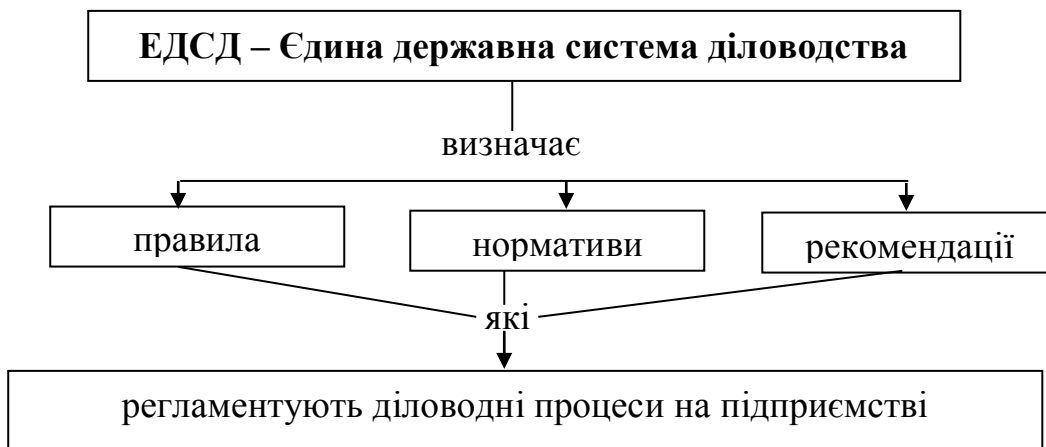 ЕДСД – Єдина державна система діловодства
визначає
правила
нормативи
рекомендації
які
регламентують діловодні процеси на підприємстві